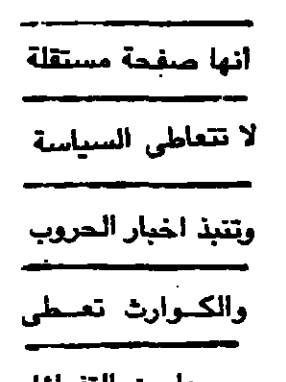 انها صفحة مستقلة
لا تتعاطى السياسة
وتنبذ اخبار الحروب
والكوارث تعطى